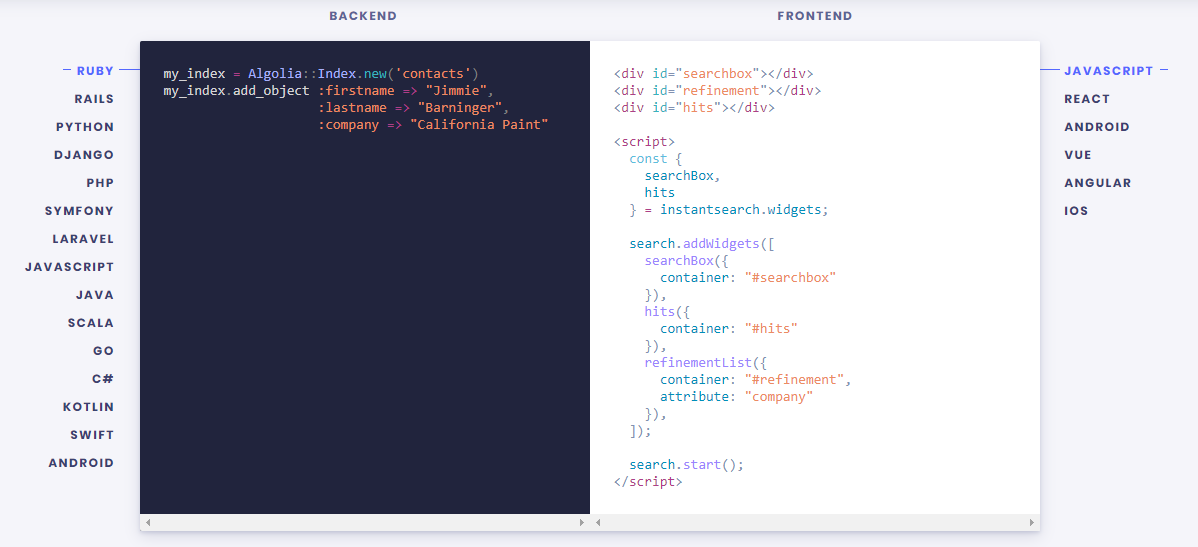 BACKEND
FRONTEND
RUBY
RAILS
PYTHON
DJANGO
PHP
SYMFONY
LARAVEL
JAVASCRIPT
JAVA
SCALA
GO
C#
KOTLIN
SWIFT
ANDROID
my_index = Algolia::Index.new('contacts')
my_index.add_object :firstname => "Jimmie",
                    :lastname => "Barninger",
                    :company => "California Paint"
<div id="searchbox"></div>
<div id="refinement"></div>
<div id="hits"></div>

<script>
  const {
    searchBox,
    hits
  } = instantsearch.widgets;

  search.addWidgets([
    searchBox({
      container: "#searchbox"
    }),
    hits({
      container: "#hits"
    }),
    refinementList({
      container: "#refinement",
      attribute: "company"
    }),
  ]);

  search.start();
</script>
JAVASCRIPT
REACT
ANDROID
VUE
ANGULAR
IOS